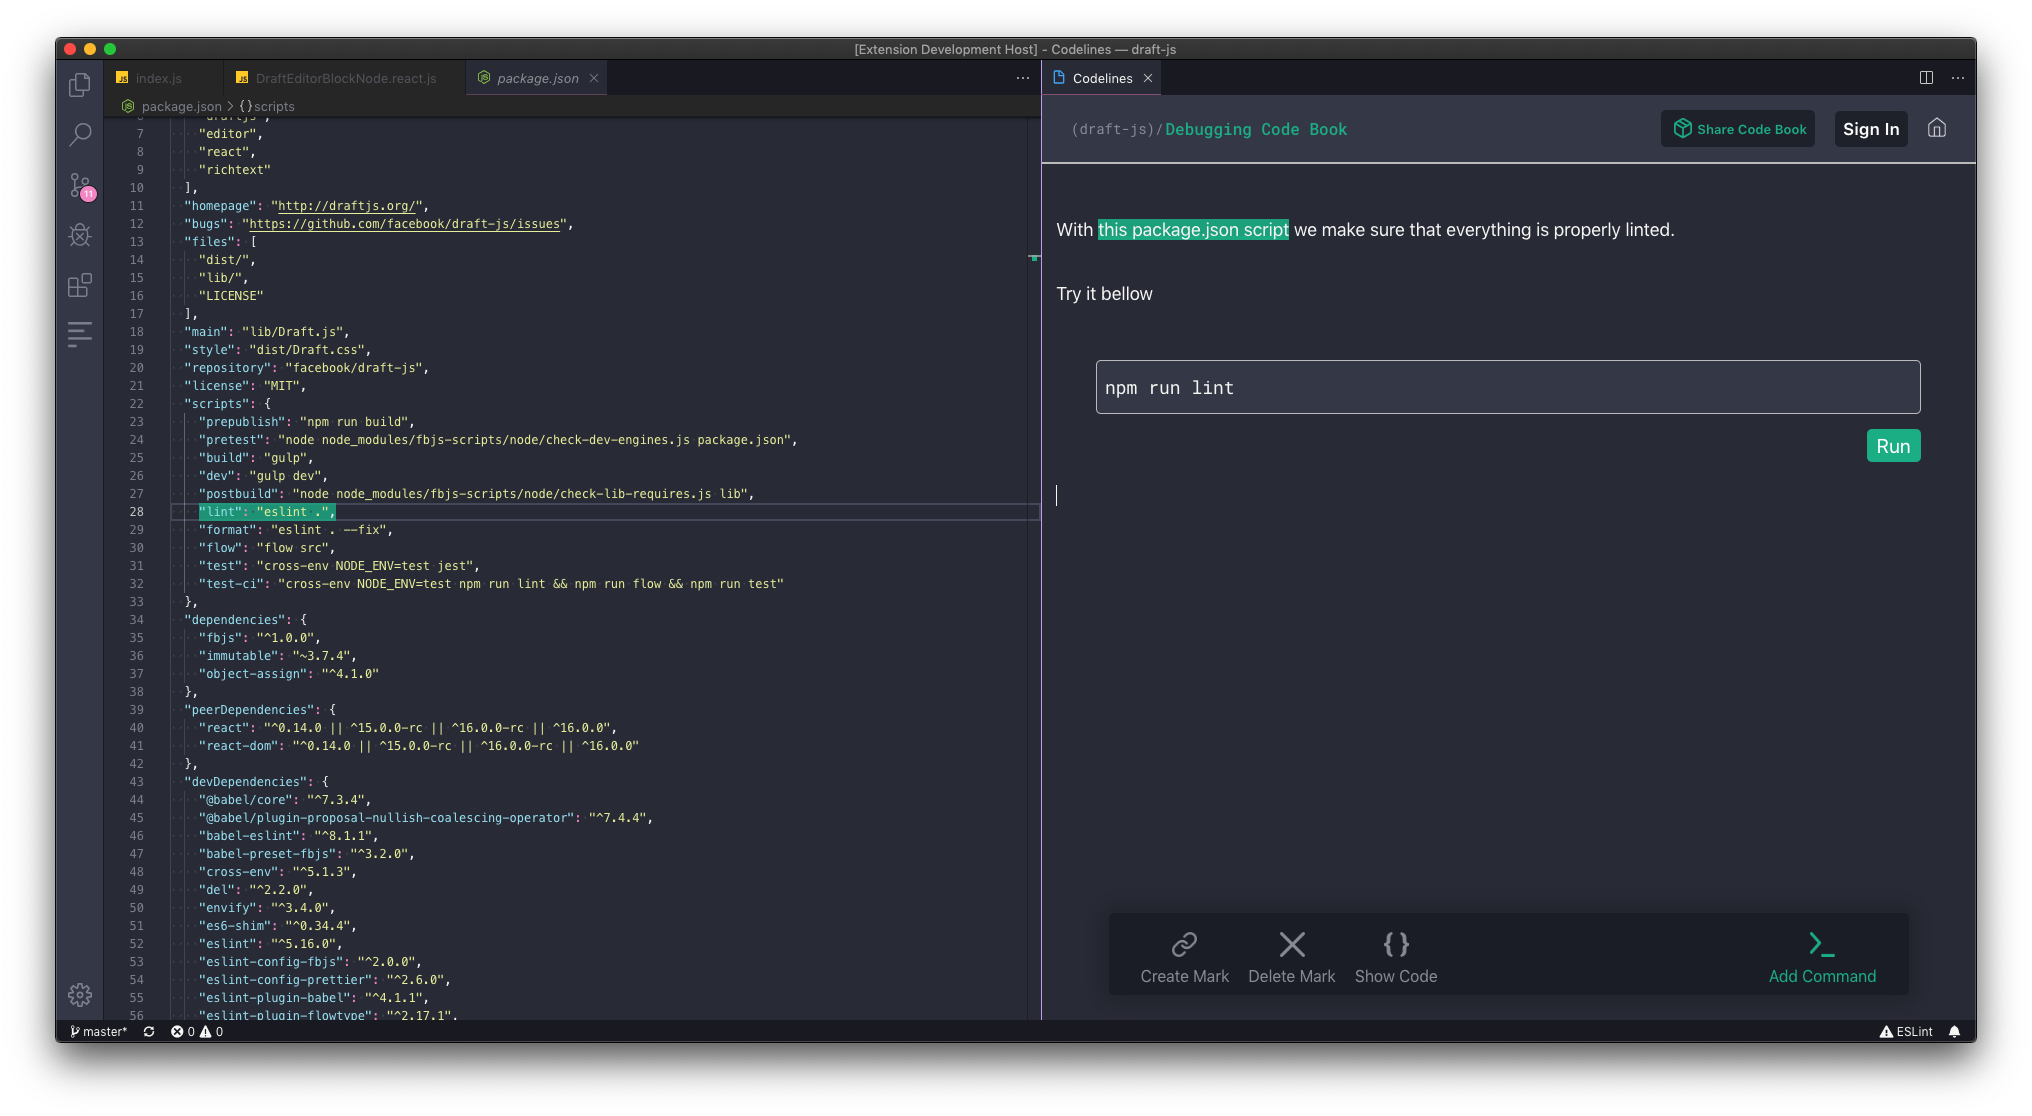 [Extension Development Host] - Codelines — draft-js
index.js
DraftEditorBlockNode.react.js
package.json
Codelines
package.json > {} scripts
6 "draftjs",
7 "editor",
8 "react",
9 "richtext"
10 ],
11 "homepage": "http://draftjs.org/",
12 "bugs": "https://github.com/facebook/draft-js/issues",
13 "files": [
14 "dist/",
15 "lib/",
16 "LICENSE"
17 ],
18 "main": "lib/Draft.js",
19 "style": "dist/Draft.css",
20 "repository": "facebook/draft-js",
21 "license": "MIT",
22 "scripts": {
23 "prepublish": "npm run build",
24 "pretest": "node node_modules/fbjs-scripts/node/check-dev-engines.js package.json",
25 "build": "gulp",
26 "dev": "gulp dev",
27 "postbuild": "node node_modules/fbjs-scripts/node/check-lib-requires.js lib",
28 "lint": "eslint .",
29 "format": "eslint . --fix",
30 "flow": "flow src",
31 "test": "cross-env NODE_ENV=test jest",
32 "test-ci": "cross-env NODE_ENV=test npm run lint && npm run flow && npm run test"
33 },
34 "dependencies": {
35 "fbjs": "^1.0.0",
36 "immutable": "~3.7.4",
37 "object-assign": "^4.1.0"
38 },
39 "peerDependencies": {
40 "react": "^0.14.0 || ^15.0.0-rc || ^16.0.0-rc || ^16.0.0",
41 "react-dom": "^0.14.0 || ^15.0.0-rc || ^16.0.0-rc || ^16.0.0"
42 },
43 "devDependencies": {
44 "@babel/core": "^7.3.4",
45 "@babel/plugin-proposal-nullish-coalescing-operator": "^7.4.4",
46 "babel-eslint": "^8.1.1",
47 "babel-preset-fbjs": "^3.2.0",
48 "cross-env": "^5.1.3",
49 "del": "^2.2.0",
50 "envify": "^3.4.0",
51 "es6-shim": "^0.34.4",
52 "eslint": "^5.16.0",
53 "eslint-config-fbjs": "^2.0.0",
54 "eslint-config-prettier": "^2.6.0",
55 "eslint-plugin-babel": "^4.1.1",
56 "eslint-plugin-flowtype": "^2.17.1",
11
(draft-js)/Debugging Code Book
Share Code Book
Sign In
With this package.json script we make sure that everything is properly linted.
Try it bellow
npm run lint
Run
Create Mark
Delete Mark
Show Code
Add Command
master*
0
0
ESLint